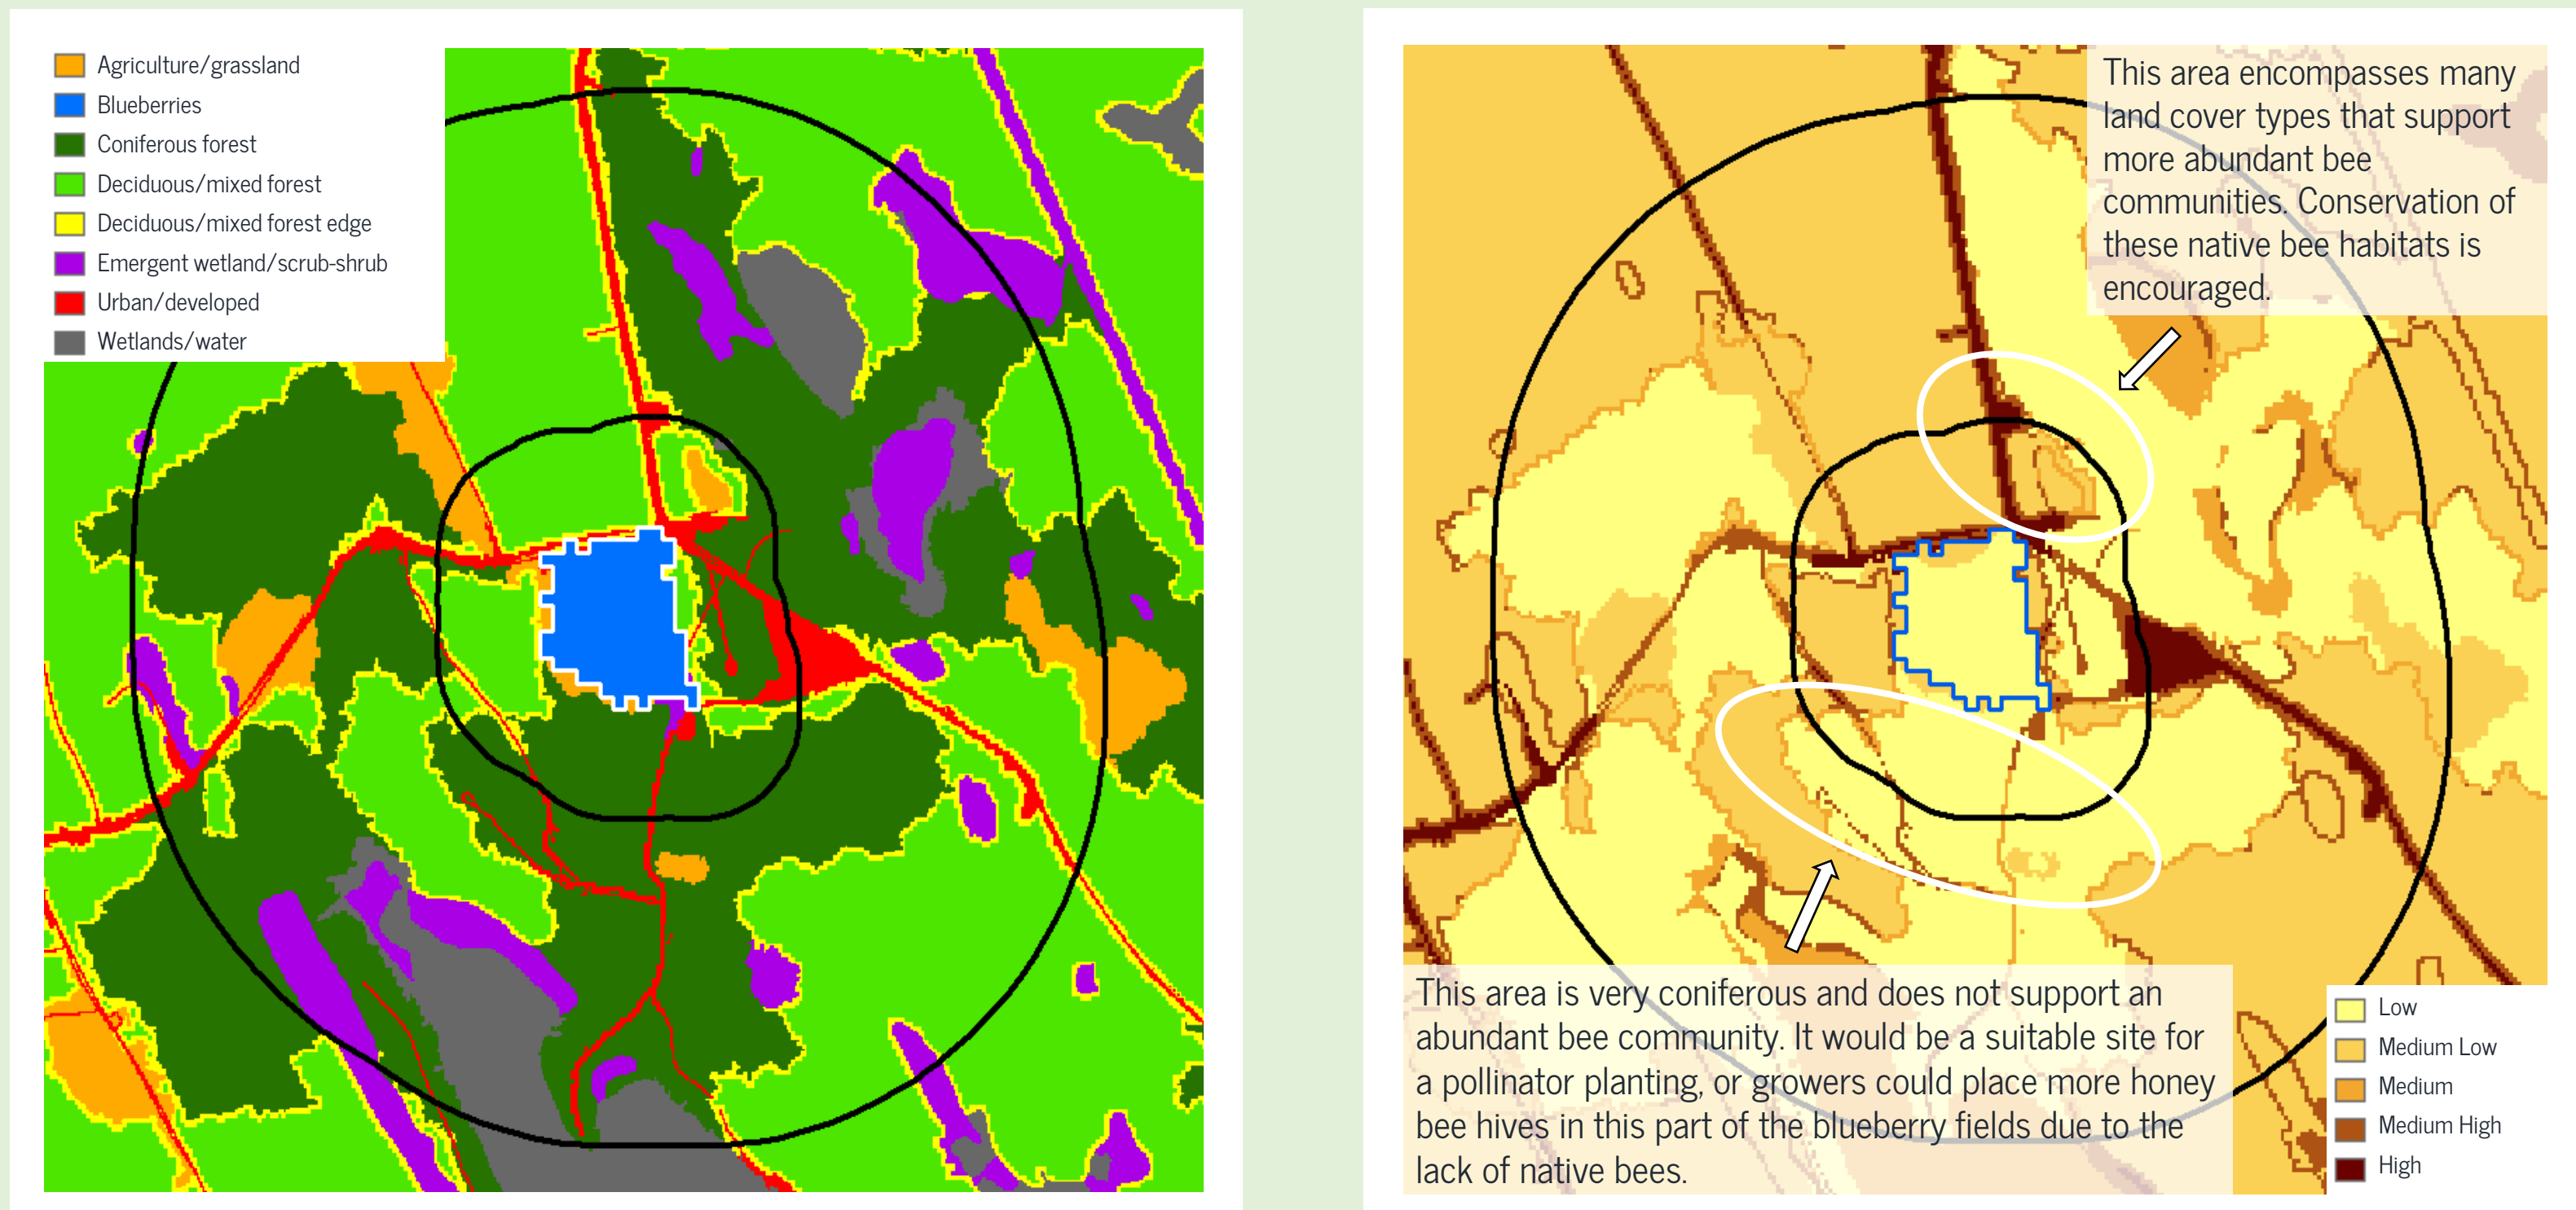 Agriculture/grassland
Blueberries
Coniferous forest
Deciduous/mixed forest
Deciduous/mixed forest edge
Emergent wetland/scrub-shrub
Urban/developed
Wetlands/water
This area encompasses many
land cover types that support
more abundant bee
communities. Conservation of
these native bee habitats is
encouraged.
This area is very coniferous and does not support an
abundant bee community. It would be a suitable site for
a pollinator planting, or growers could place more honey
bee hives in this part of the blueberry fields due to the
lack of native bees.
Low
Medium Low
Medium
Medium High
High